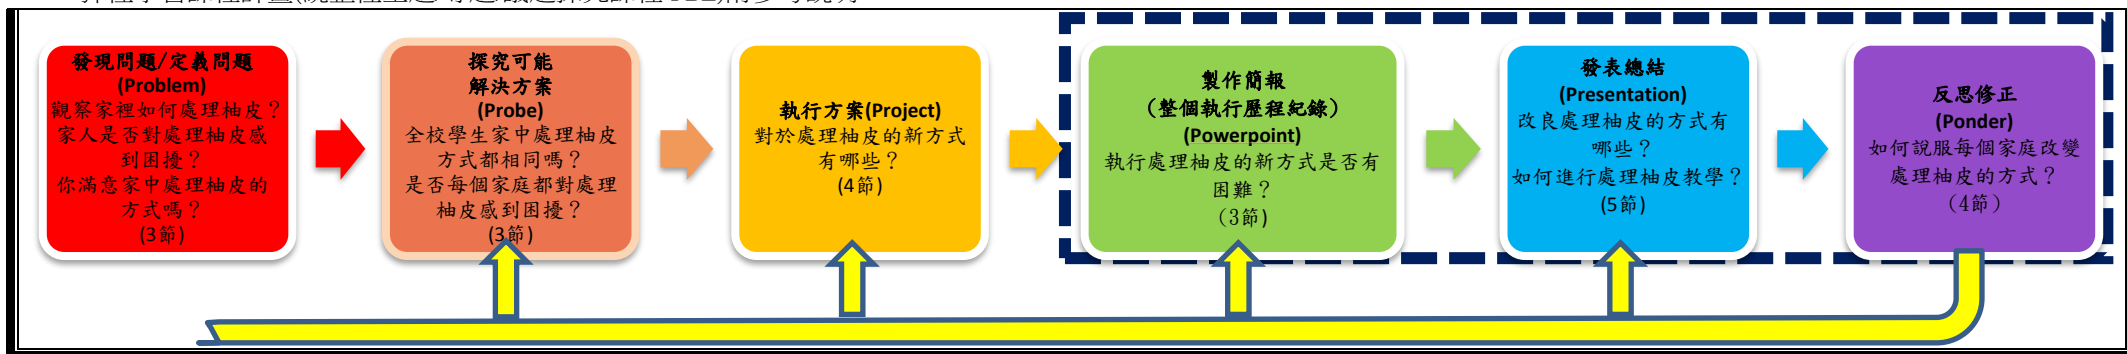 發現問題/定義問題
(Problem)
觀察家裡如何處理柚皮？
家人是否對處理柚皮感
到困擾？
你滿意家中處理柚皮的
方式嗎？
(3節)
探究可能
解決方案
(Probe)
全校學生家中處理柚皮
方式都相同嗎？
是否每個家庭都對處理
柚皮感到困擾？
(3節)
執行方案(Project)
對於處理柚皮的新方式
有哪些？
(4節)
製作簡報
（整個執行歷程紀錄）
(Powerpoint)
執行處理柚皮的新方式是否有
困難？
（3節）
發表總結
(Presentation)
改良處理柚皮的方式有
哪些？
如何進行處理柚皮教學？
(5節)
反思修正
(Ponder)
如何說服每個家庭改變
處理柚皮的方式？
（4節）